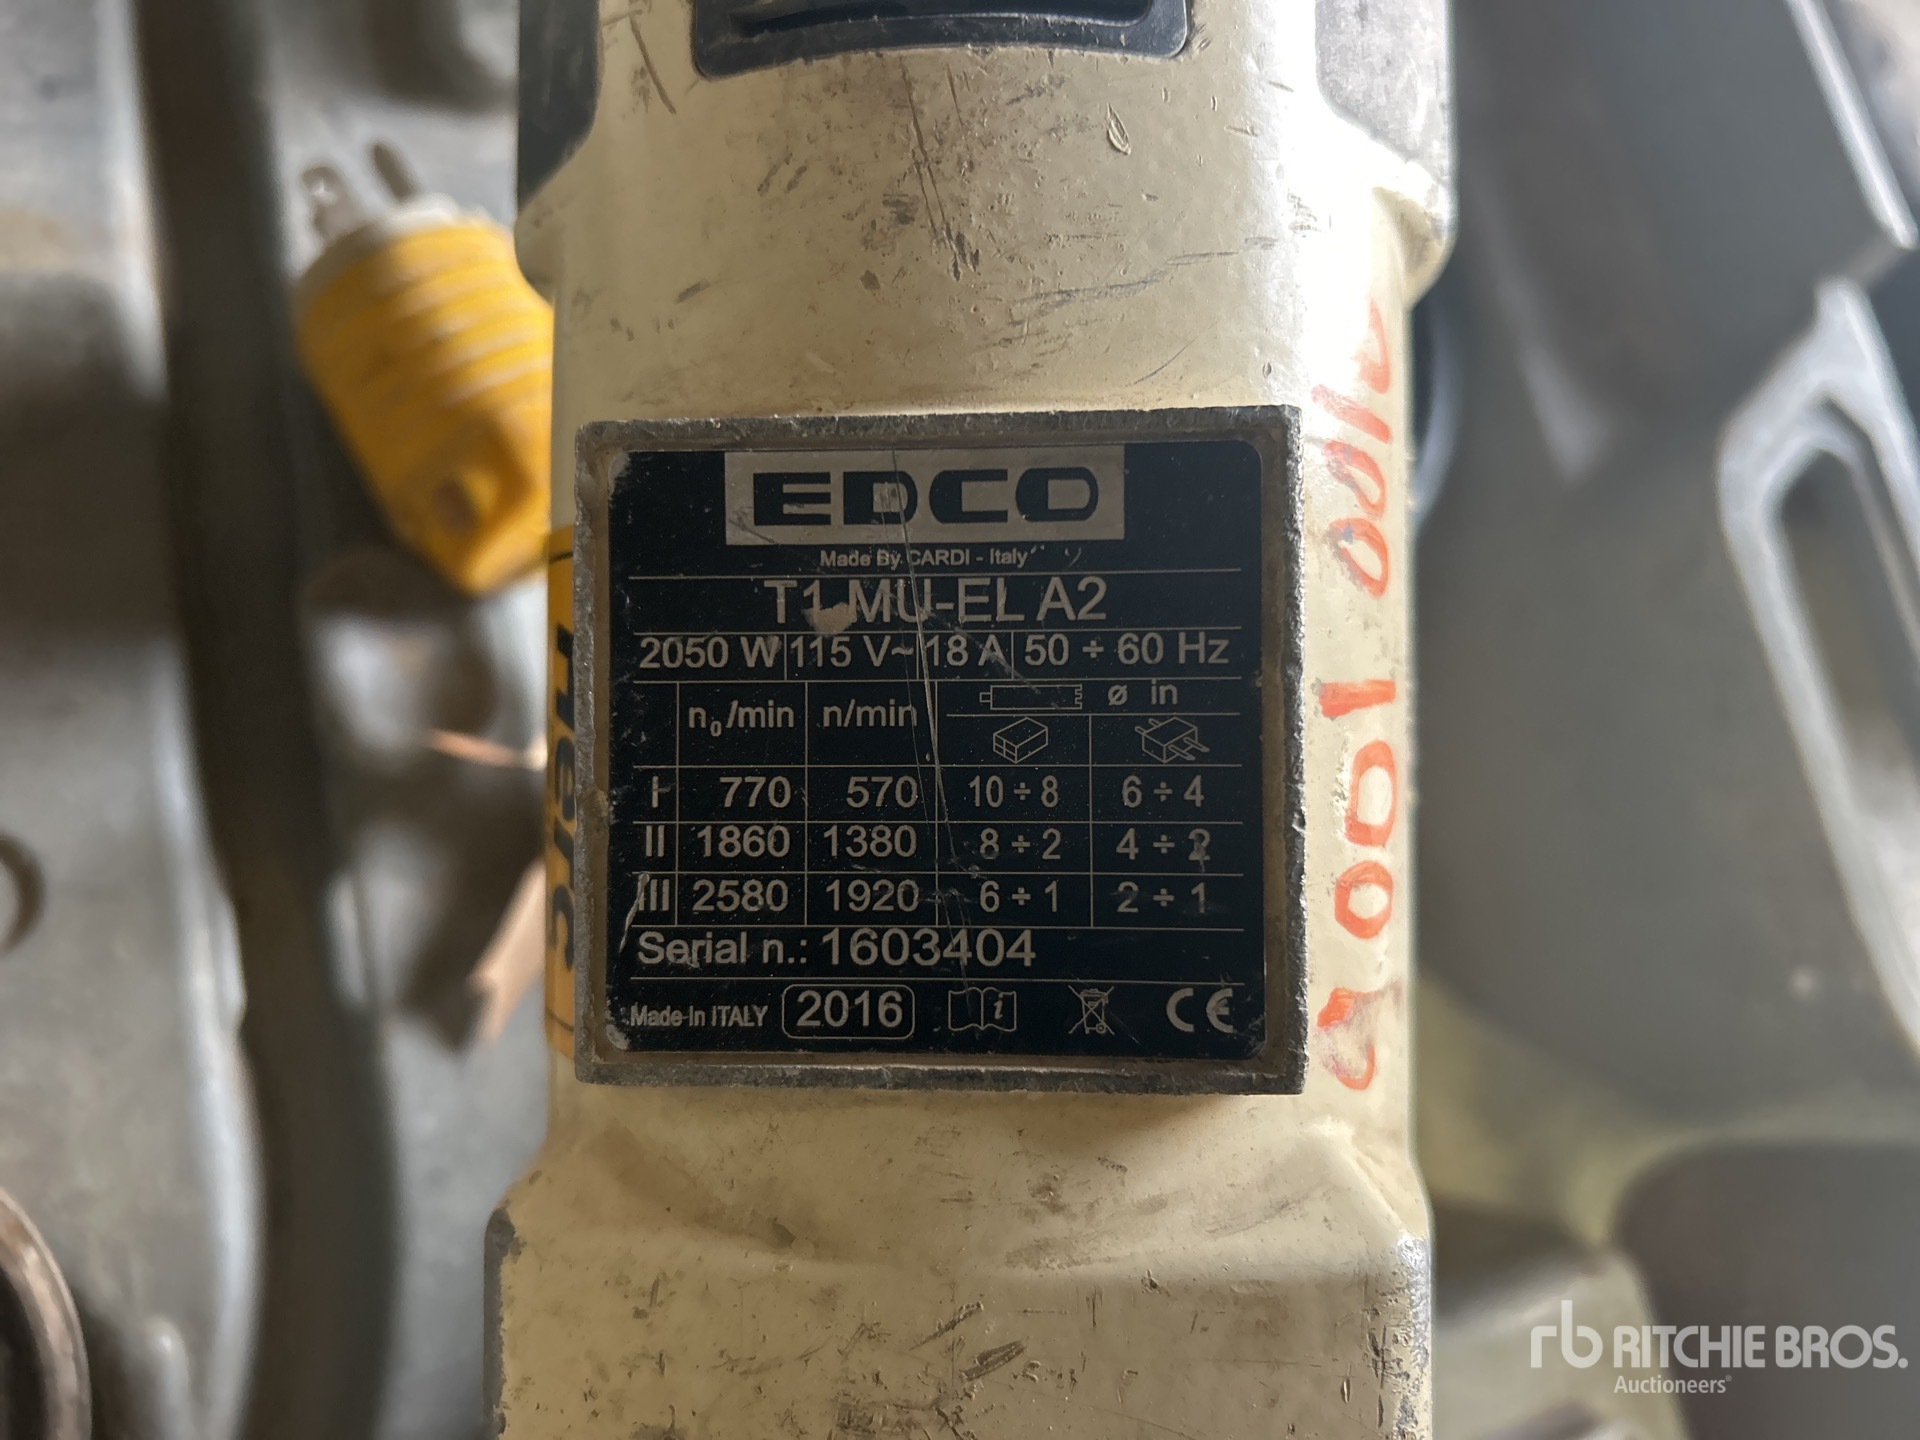 EDCO
Made By CARDI - Italy
T1 MU-EL A2
2050 W 115 V~ 18 A 50 ÷ 60 Hz
n₀/min n/min ø in
I 770 570 10 ÷ 8 6 ÷ 4
II 1860 1380 8 ÷ 2 4 ÷ 2
III 2580 1920 6 ÷ 1 2 ÷ 1
Serial n.: 1603404
Made In ITALY 2016 i CE
rb RITCHIE BROS.
Auctioneers